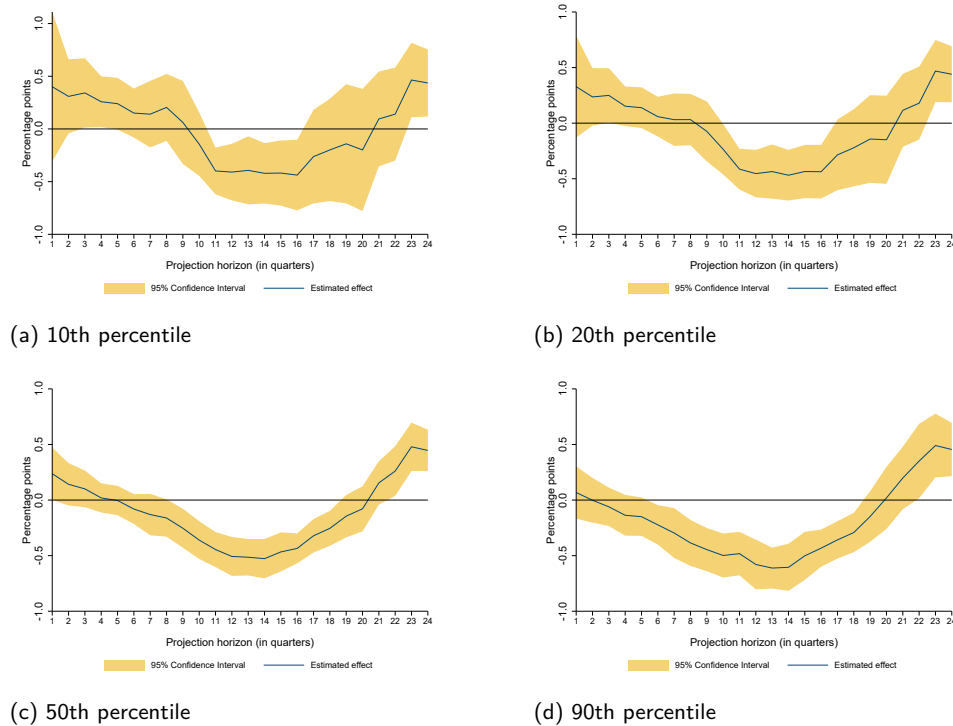 1.0
0.5
0.0
-0.5
-1.0
Percentage points
1 2 3 4 5 6 7 8 9 10 11 12 13 14 15 16 17 18 19 20 21 22 23 24
Projection horizon (in quarters)
95% Confidence Interval Estimated effect
(a) 10th percentile
1.0
0.5
0.0
-0.5
-1.0
Percentage points
1 2 3 4 5 6 7 8 9 10 11 12 13 14 15 16 17 18 19 20 21 22 23 24
Projection horizon (in quarters)
95% Confidence Interval Estimated effect
(b) 20th percentile
1.0
0.5
0.0
-0.5
-1.0
Percentage points
1 2 3 4 5 6 7 8 9 10 11 12 13 14 15 16 17 18 19 20 21 22 23 24
Projection horizon (in quarters)
95% Confidence Interval Estimated effect
(c) 50th percentile
1.0
0.5
0.0
-0.5
-1.0
Percentage points
1 2 3 4 5 6 7 8 9 10 11 12 13 14 15 16 17 18 19 20 21 22 23 24
Projection horizon (in quarters)
95% Confidence Interval Estimated effect
(d) 90th percentile